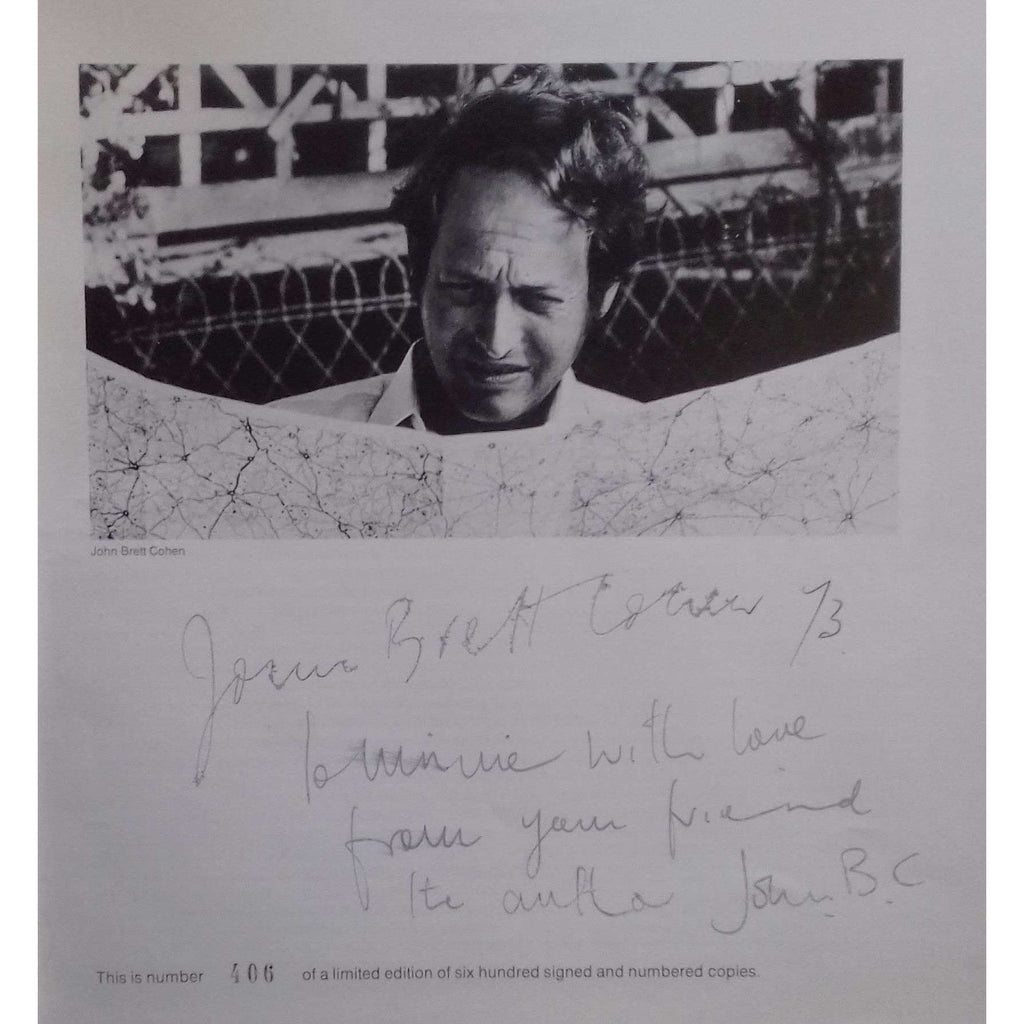 John Brett Cohen
John Brett Cohen 73
to Minnie with love
from your friend
the author John. B. C
This is number 406 of a limited edition of six hundred signed and numbered copies.